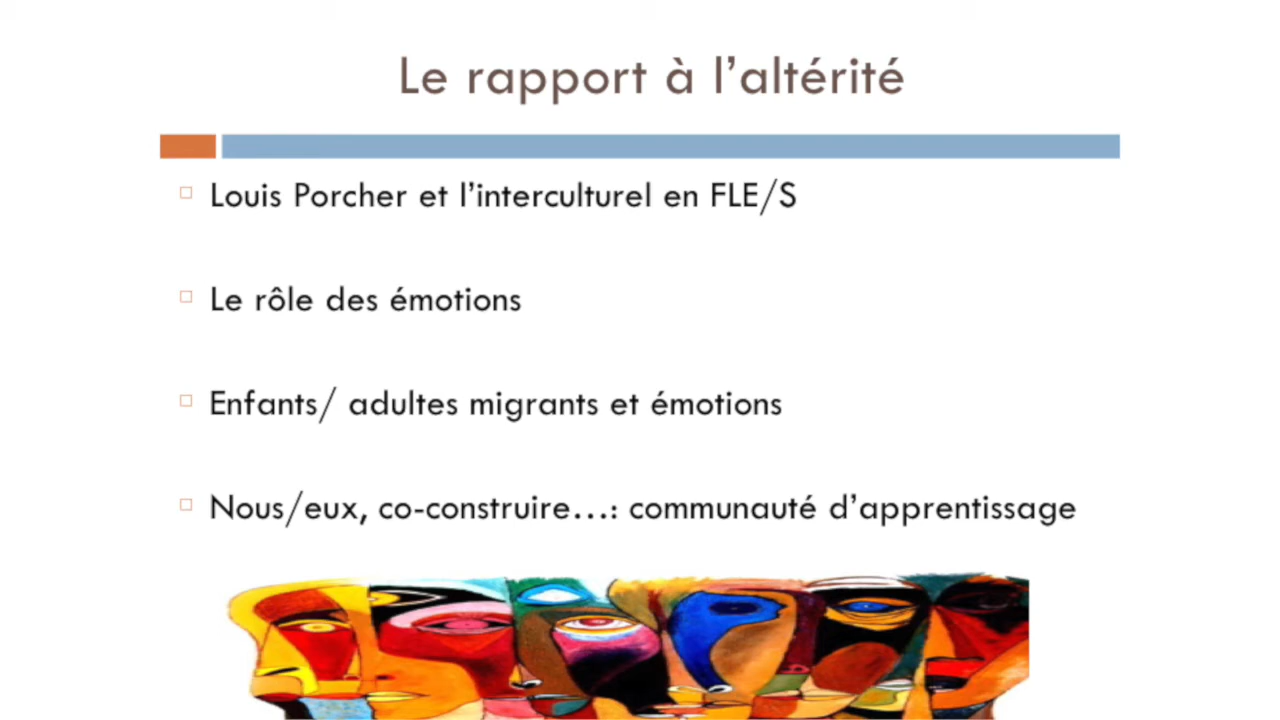 Le rapport à l’altérité
Louis Porcher et l’interculturel en FLE/S
Le rôle des émotions
Enfants/ adultes migrants et émotions
Nous/eux, co-construire…: communauté d’apprentissage